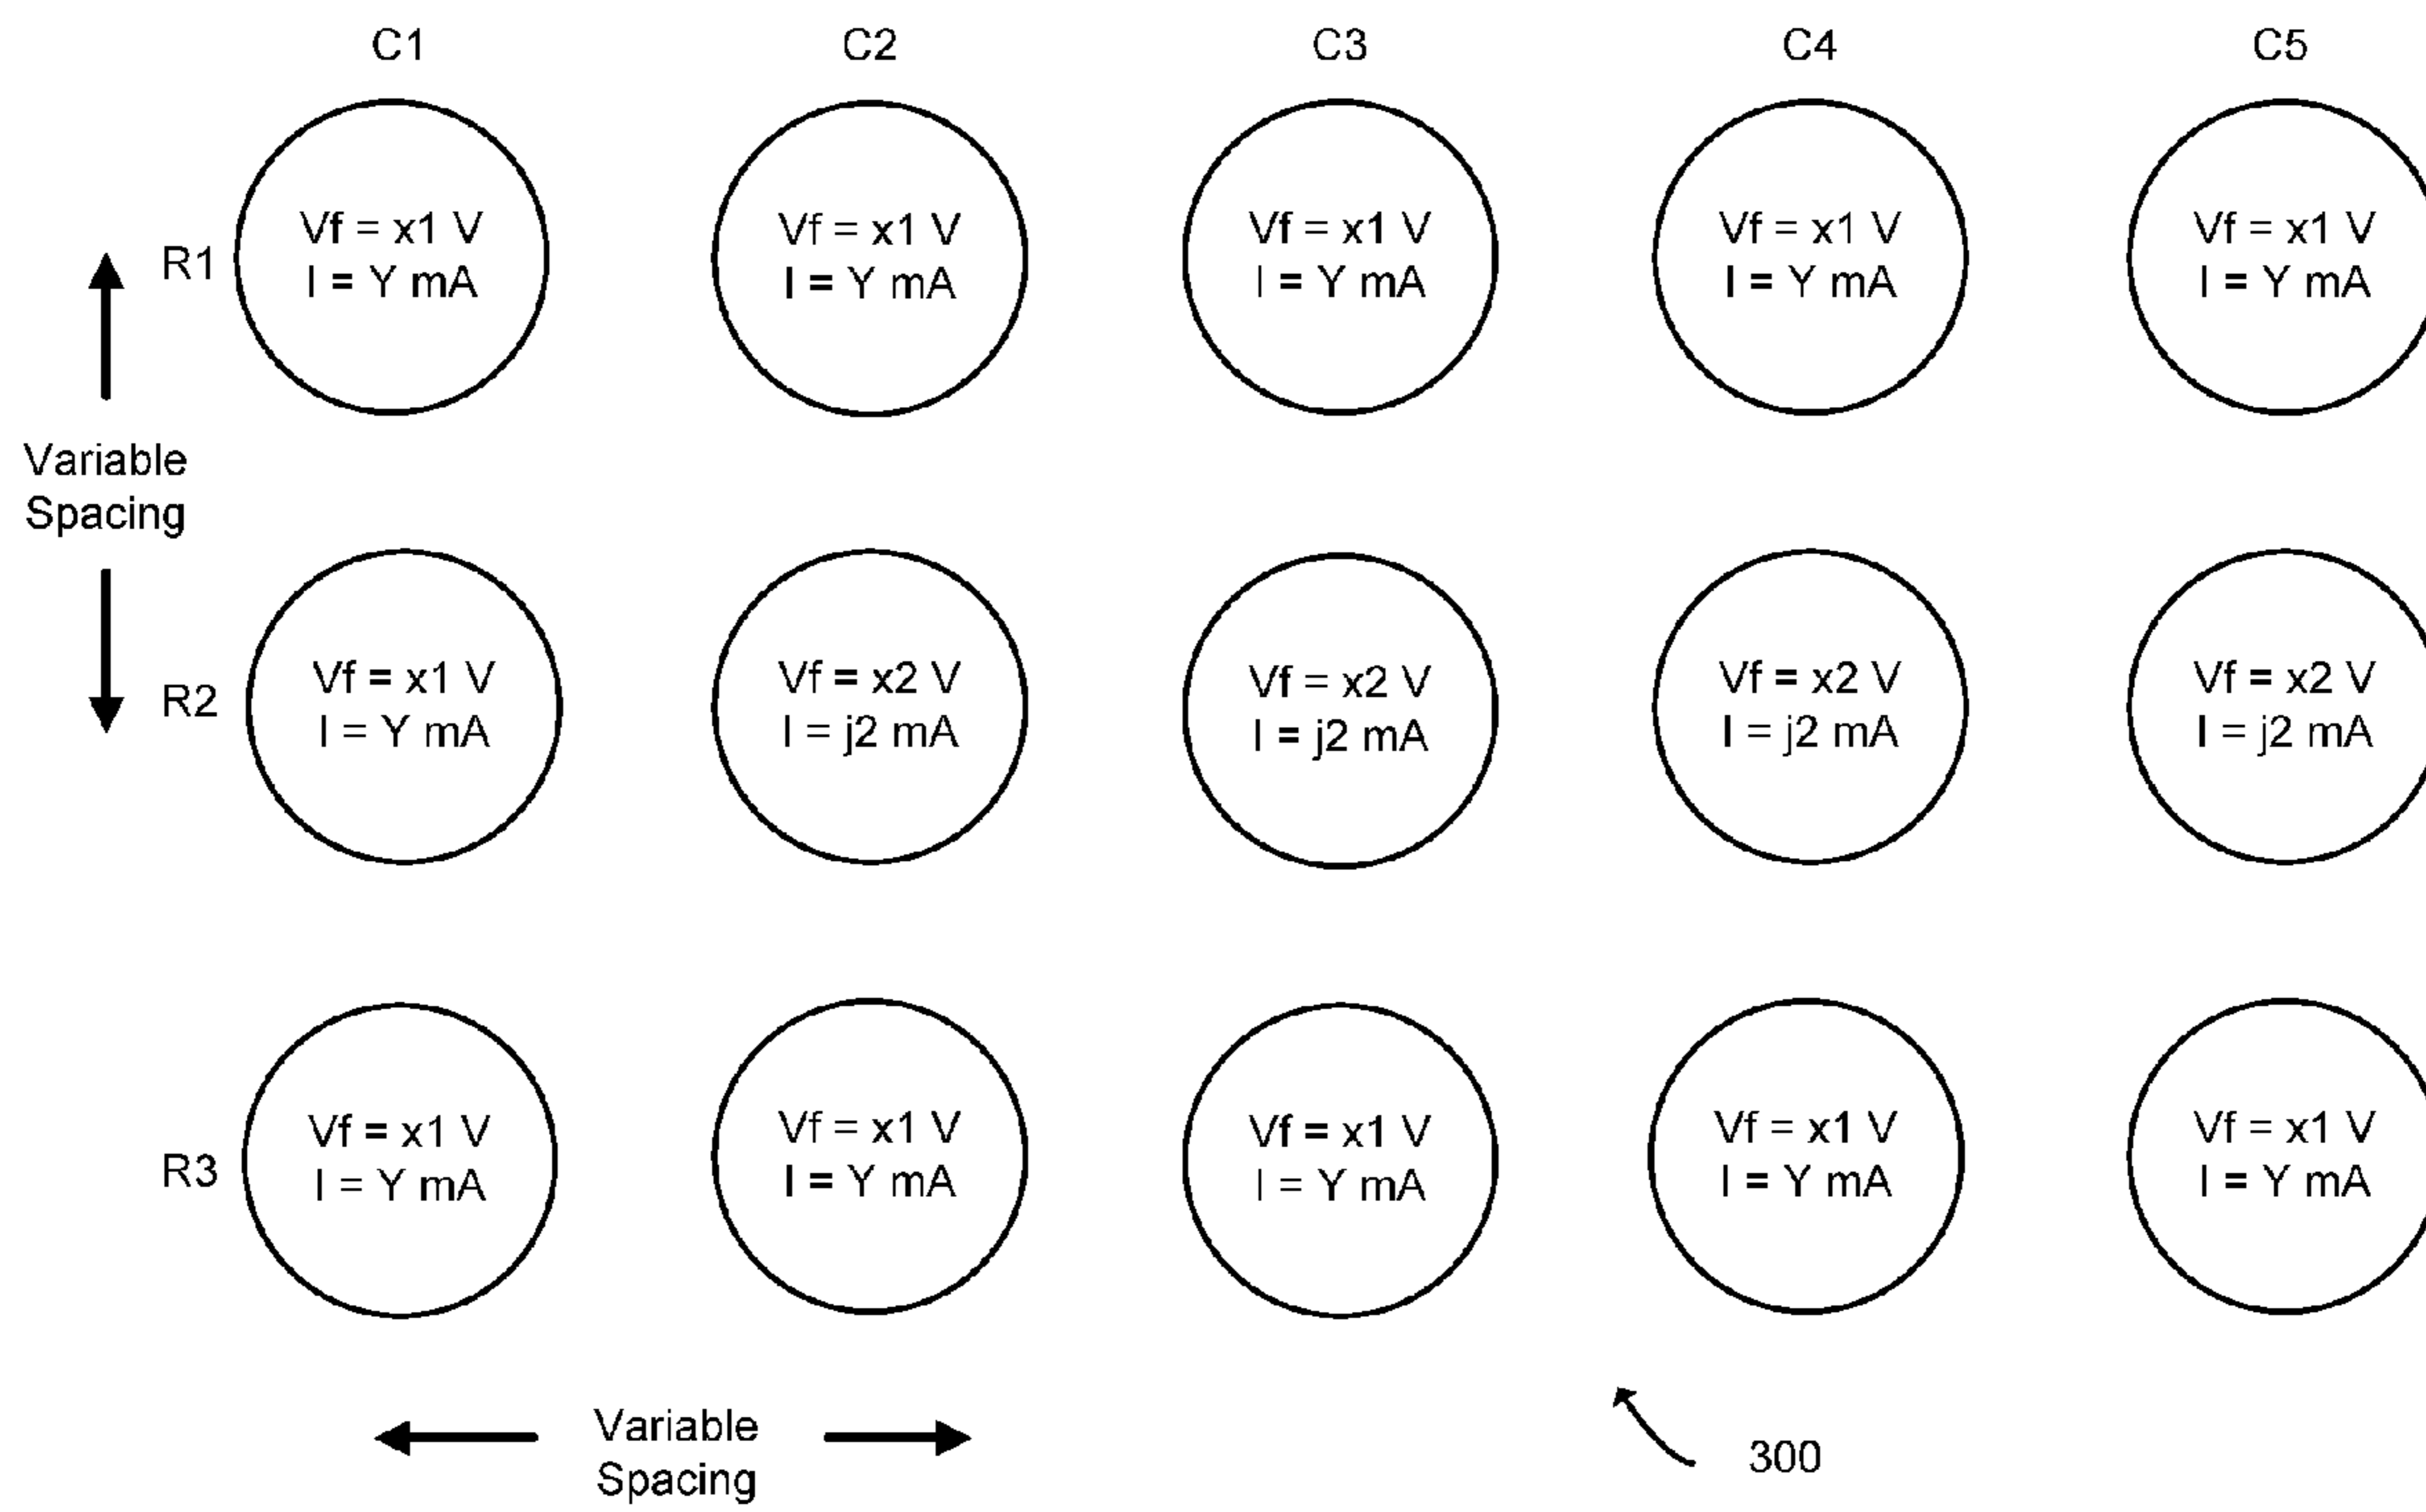 C1 C2 C3 C4 C5
R1
Vf = x1 V
I = Y mA
Vf = x1 V
I = Y mA
Vf = x1 V
I = Y mA
Vf = x1 V
I = Y mA
Vf = x1 V
I = Y mA
Variable
Spacing
R2
Vf = x1 V
I = Y mA
Vf = x2 V
I = j2 mA
Vf = x2 V
I = j2 mA
Vf = x2 V
I = j2 mA
Vf = x2 V
I = j2 mA
R3
Vf = x1 V
I = Y mA
Vf = x1 V
I = Y mA
Vf = x1 V
I = Y mA
Vf = x1 V
I = Y mA
Vf = x1 V
I = Y mA
Variable
Spacing
300